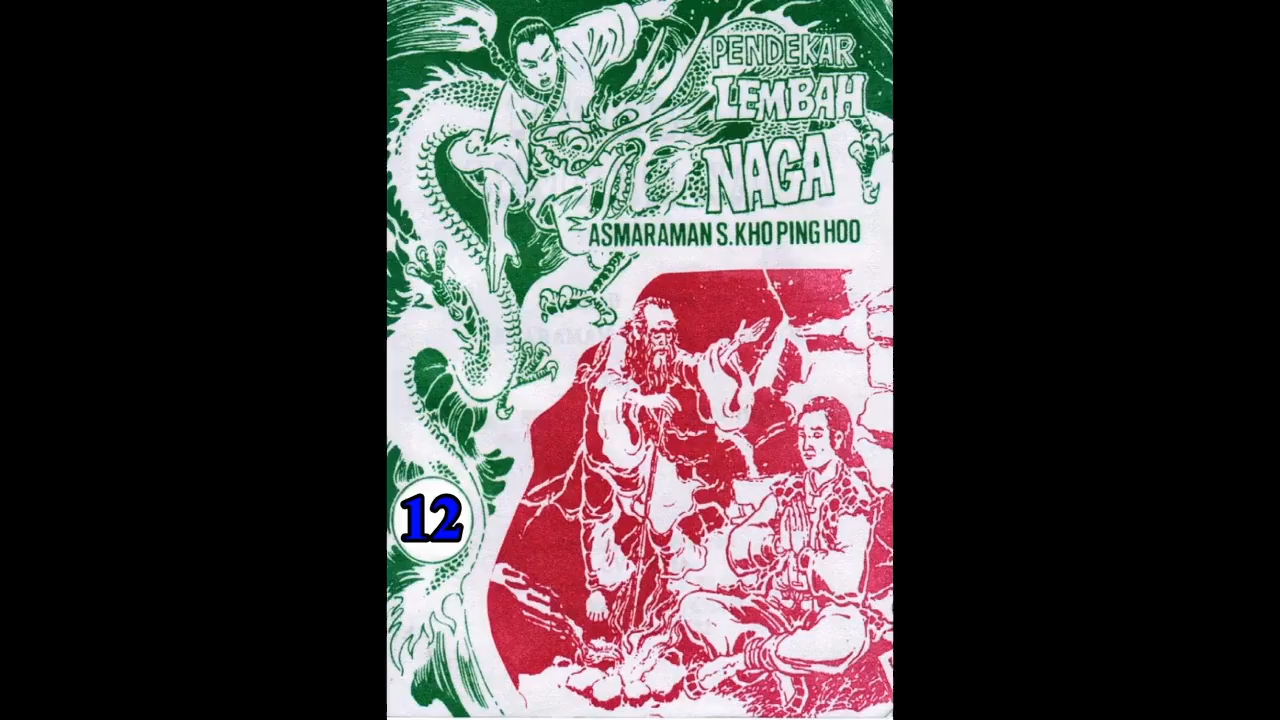 PENDEKAR
LEMBAH
NAGA
ASMARAMAN S. KHO PING HOO
12